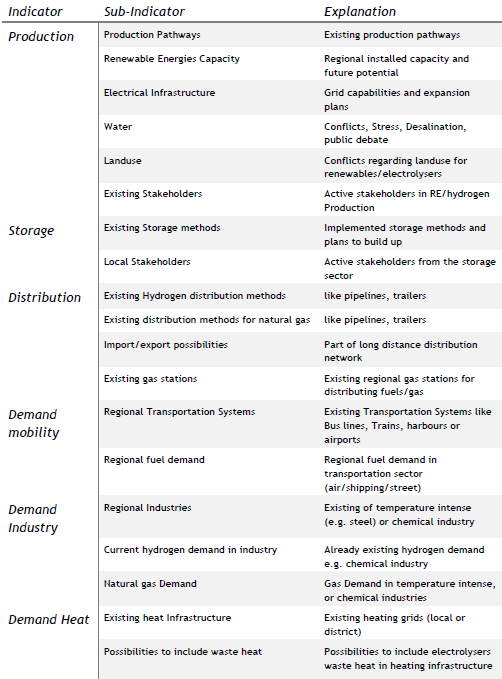 Indicator Sub-Indicator Explanation
Production Production Pathways Existing production pathways
Renewable Energies Capacity Regional installed capacity and
future potential
Electrical Infrastructure Grid capabilities and expansion
plans
Water Conflicts, Stress, Desalination,
public debate
Landuse Conflicts regarding landuse for
renewables/electrolysers
Existing Stakeholders Active stakeholders in RE/hydrogen
Production
Storage Existing Storage methods Implemented storage methods and
plans to build up
Local Stakeholders Active stakeholders from the storage
sector
Distribution Existing Hydrogen distribution methods like pipelines, trailers
Existing distribution methods for natural gas like pipelines, trailers
Import/export possibilities Part of long distance distribution
network
Existing gas stations Existing regional gas stations for
distributing fuels/gas
Demand Regional Transportation Systems Existing Transportation Systems like
mobility Bus lines, Trains, harbours or
airports
Regional fuel demand Regional fuel demand in
transportation sector
(air/shipping/street)
Demand Regional Industries Existing of temperature intense
Industry (e.g. steel) or chemical industry
Current hydrogen demand in industry Already existing hydrogen demand
e.g. chemical industry
Natural gas Demand Gas Demand in temperature intense,
or chemical industries
Demand Heat Existing heat Infrastructure Existing heating grids (local or
district)
Possibilities to include waste heat Possibilities to include electrolysers
waste heat in heating infrastructure